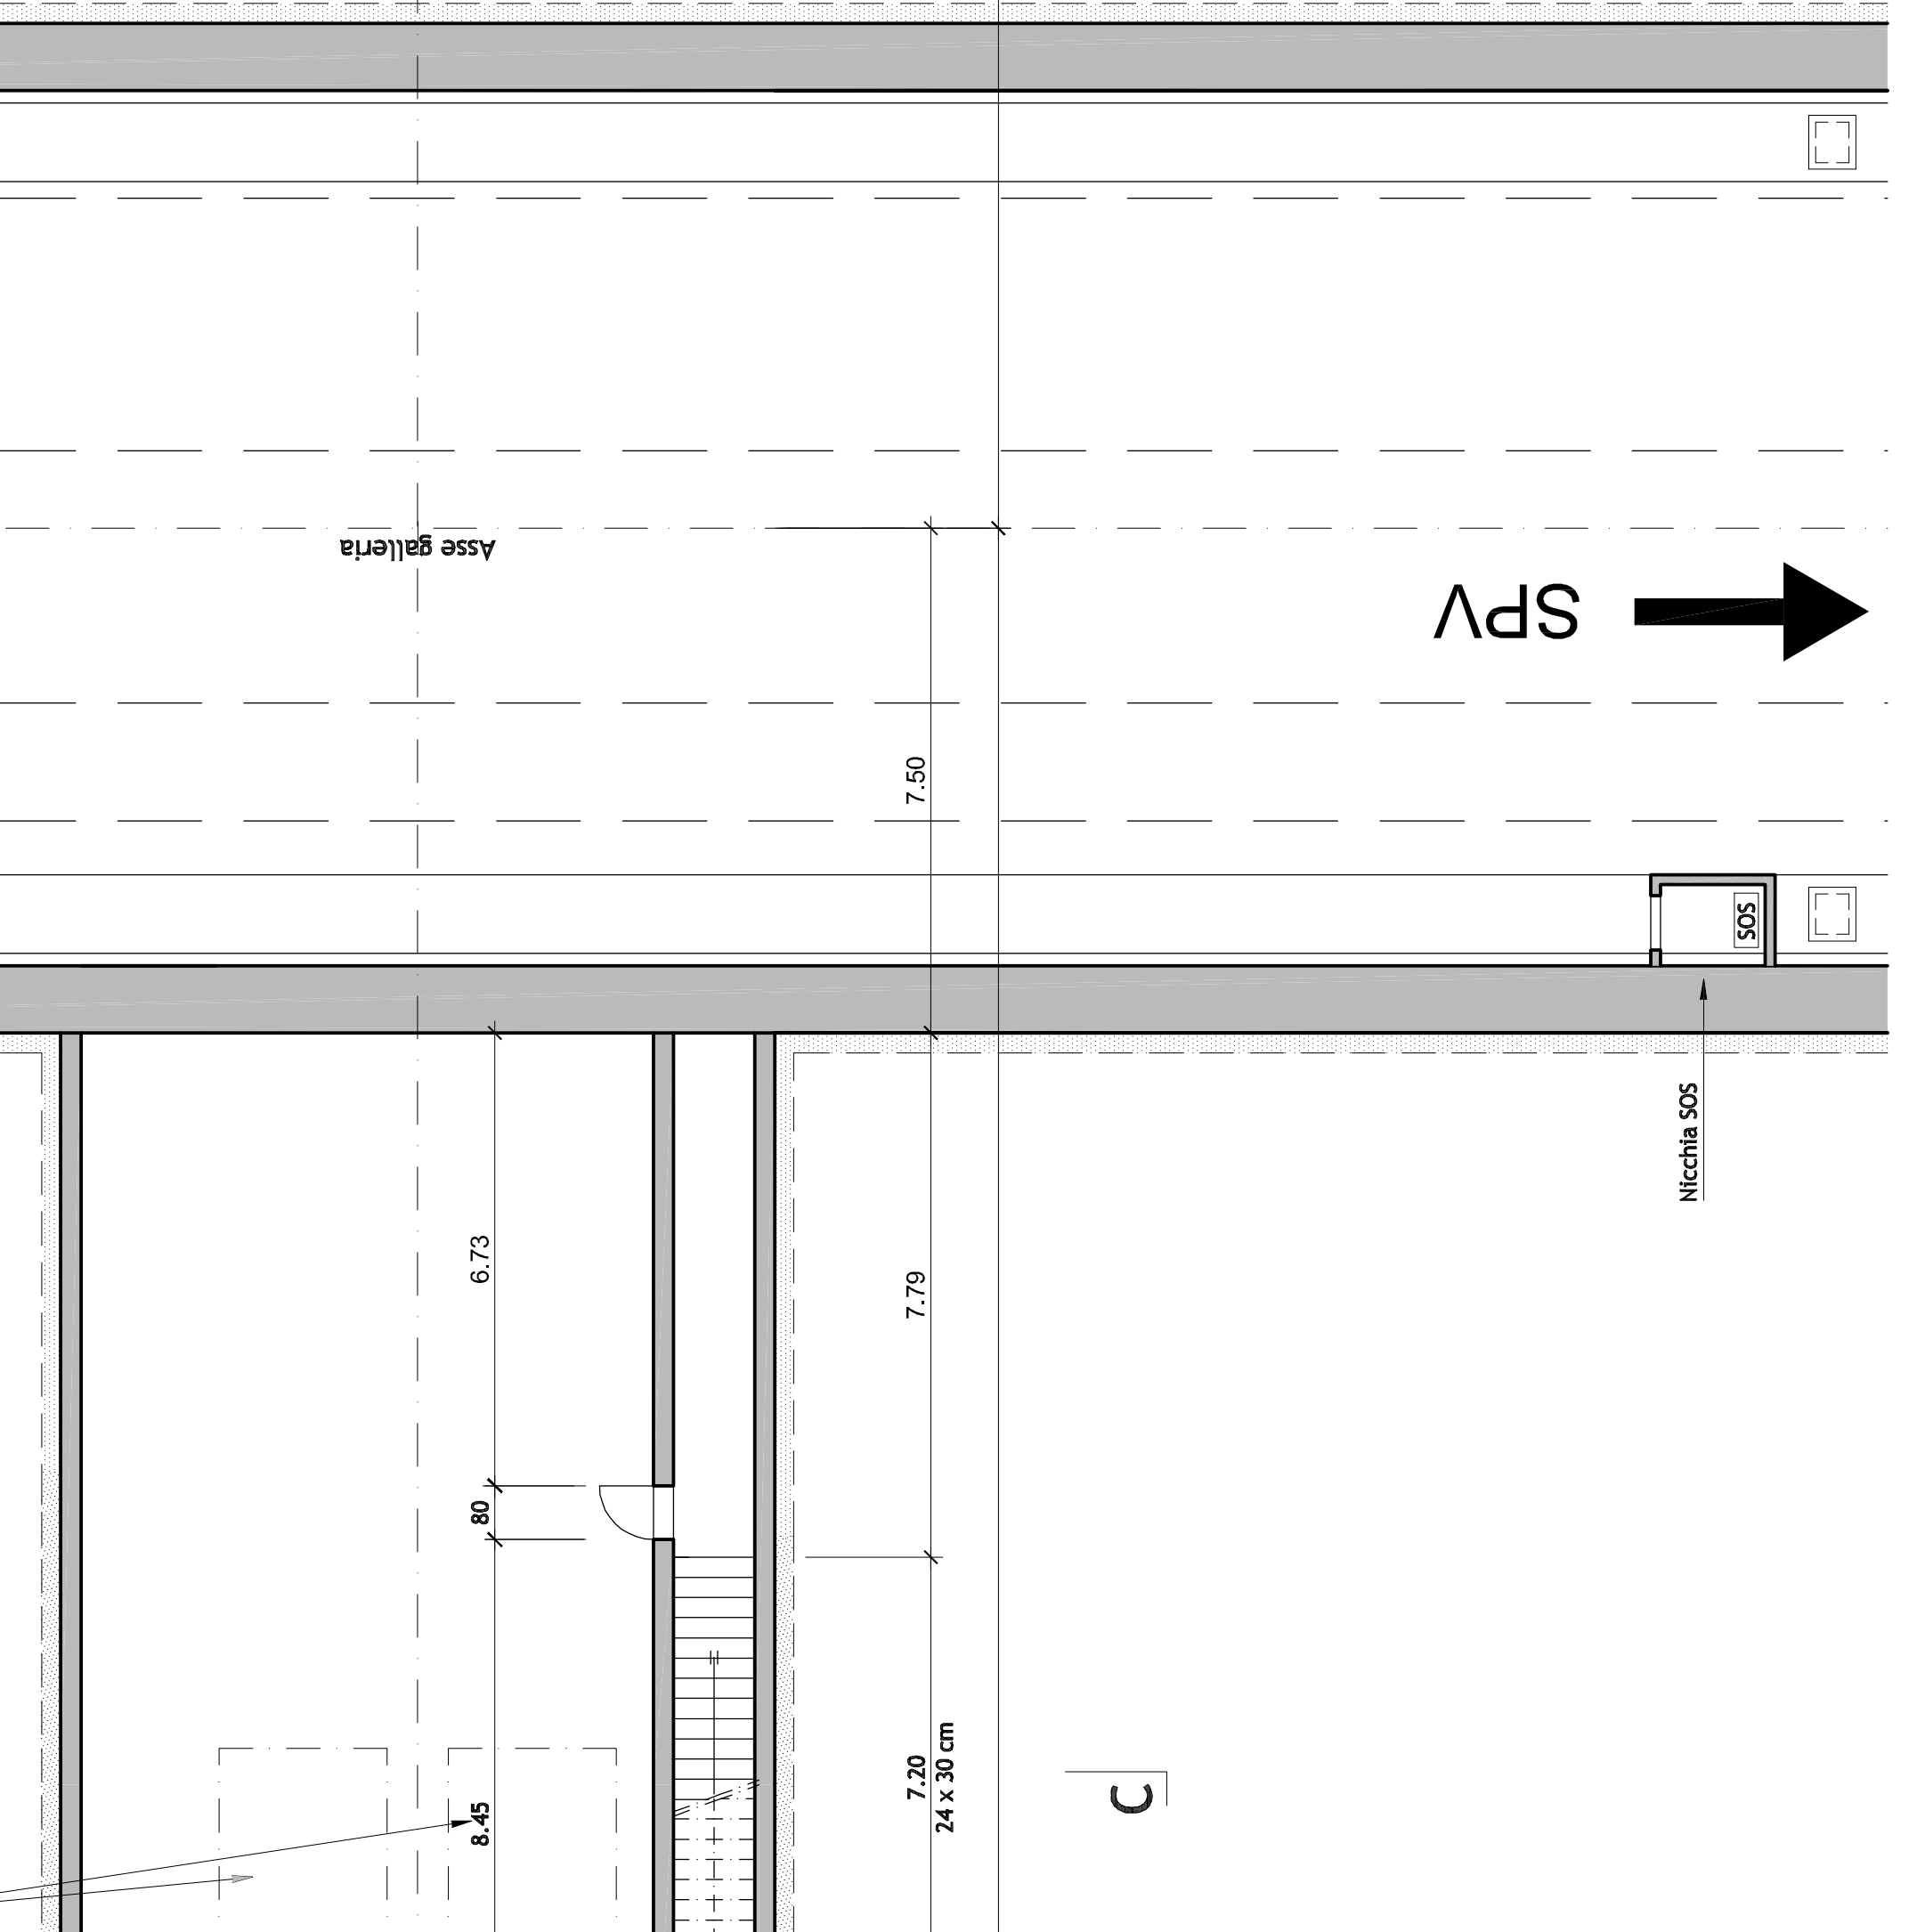 Asse galleria
SPV
7.50
SOS
Nicchia SOS
6.73
7.79
80
7.20
24 x 30 cm
8.45
C